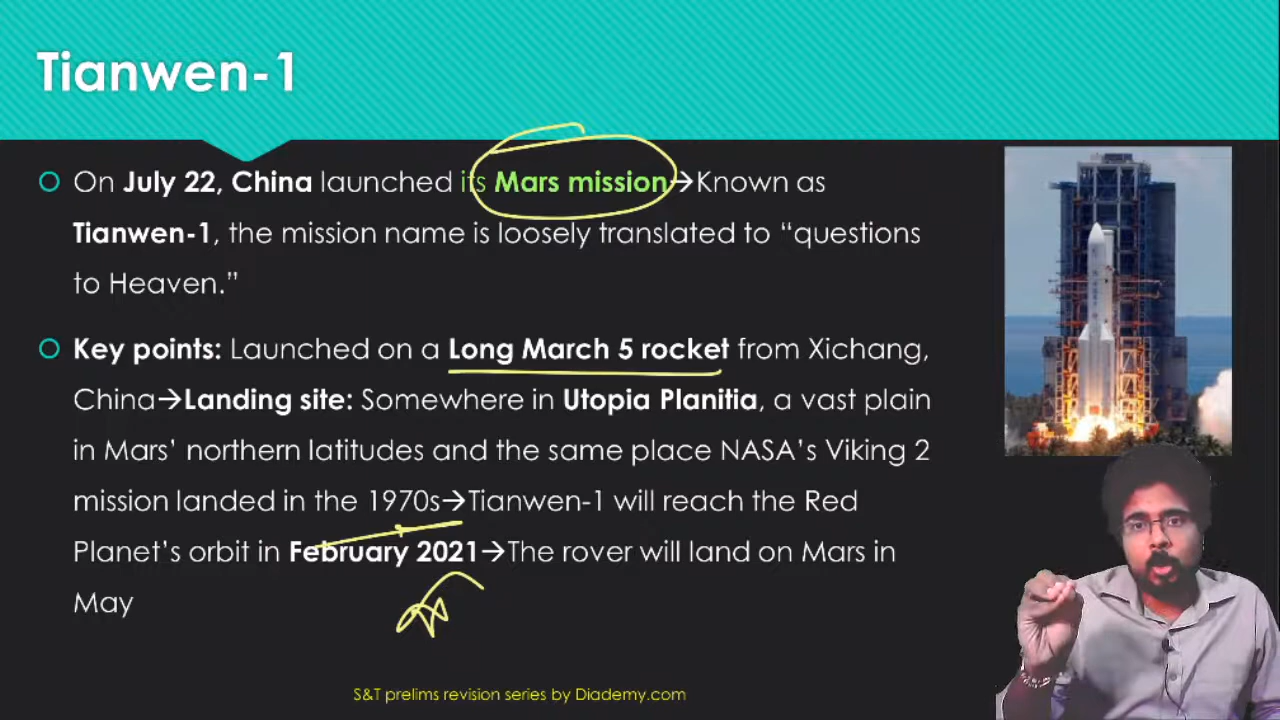 Tianwen-1
On July 22, China launched its Mars mission→Known as
Tianwen-1, the mission name is loosely translated to “questions
to Heaven.”
Key points: Launched on a Long March 5 rocket from Xichang,
China→Landing site: Somewhere in Utopia Planitia, a vast plain
in Mars’ northern latitudes and the same place NASA’s Viking 2
mission landed in the 1970s→Tianwen-1 will reach the Red
Planet’s orbit in February 2021→The rover will land on Mars in
May
S&T prelims revision series by Diademy.com